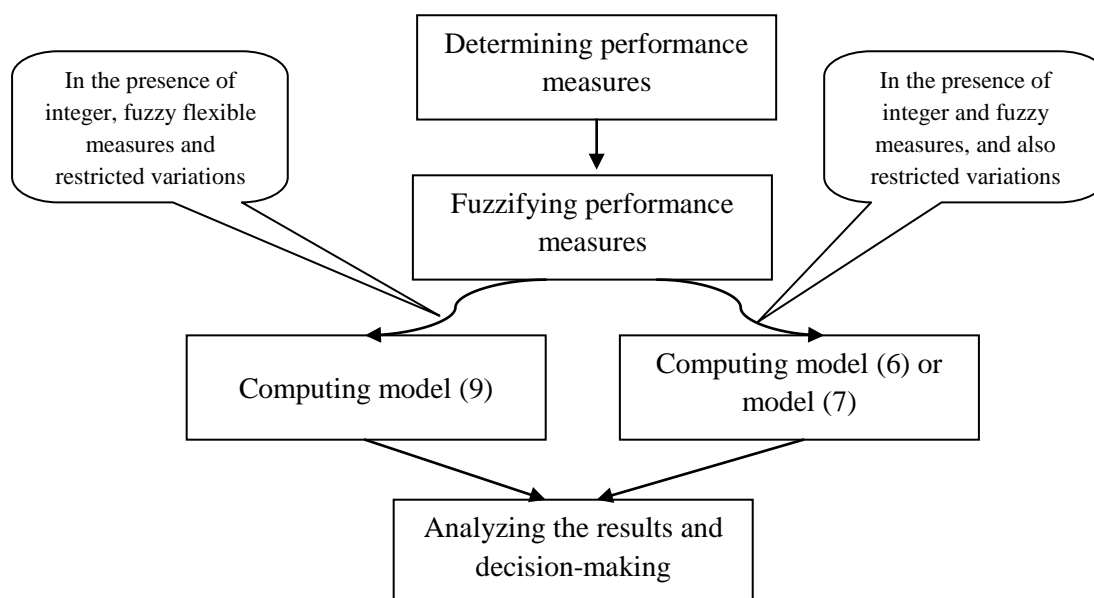 Determining performance
measures
In the presence of
integer, fuzzy flexible
measures and
restricted variations
In the presence of
integer and fuzzy
measures, and also
restricted variations
Fuzzifying performance
measures
Computing model (9)
Computing model (6) or
model (7)
Analyzing the results and
decision-making